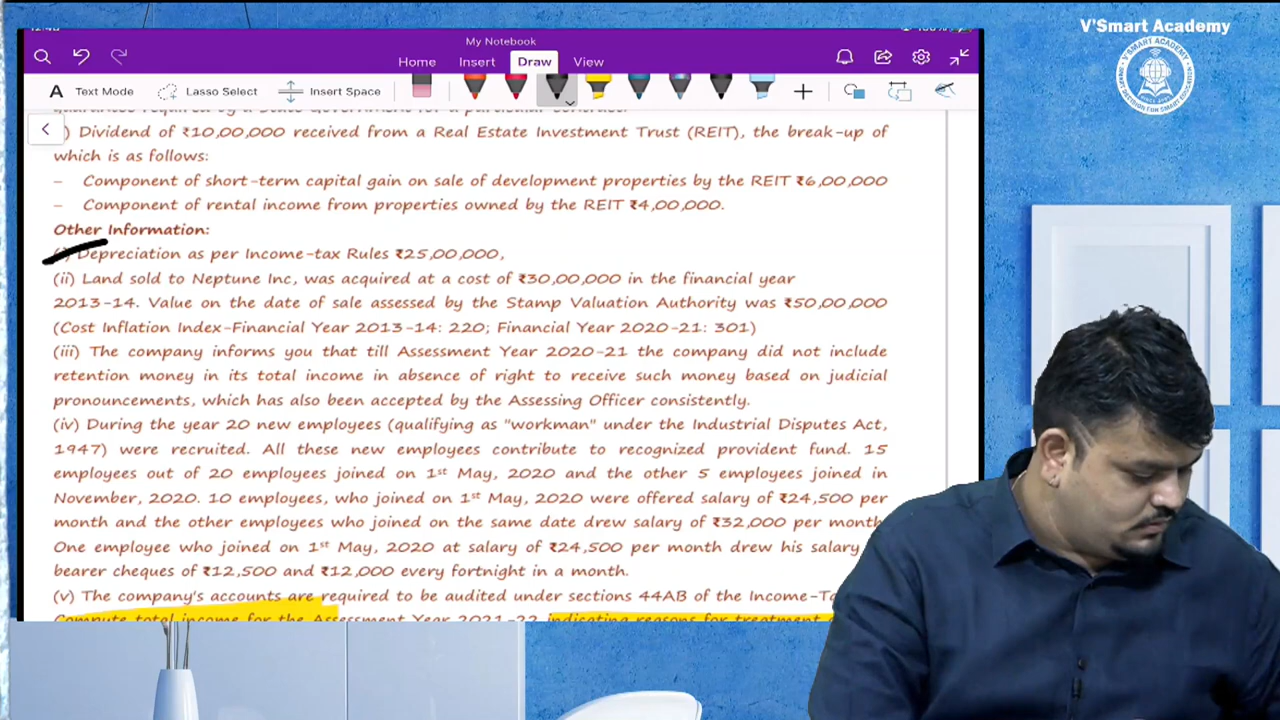 V'Smart Academy
My Notebook
Home Insert Draw View
Text Mode Lasso Select Insert Space
Dividend of ₹10,00,000 received from a Real Estate Investment Trust (REIT), the break-up of
which is as follows:
– Component of short-term capital gain on sale of development properties by the REIT ₹6,00,000
– Component of rental income from properties owned by the REIT ₹4,00,000.
Other Information:
(i) Depreciation as per Income-tax Rules ₹25,00,000,
(ii) Land sold to Neptune Inc, was acquired at a cost of ₹30,00,000 in the financial year
2013-14. Value on the date of sale assessed by the Stamp Valuation Authority was ₹50,00,000
(Cost Inflation Index-Financial Year 2013-14: 220; Financial Year 2020-21: 301)
(iii) The company informs you that till Assessment Year 2020-21 the company did not include
retention money in its total income in absence of right to receive such money based on judicial
pronouncements, which has also been accepted by the Assessing Officer consistently.
(iv) During the year 20 new employees (qualifying as "workman" under the Industrial Disputes Act,
1947) were recruited. All these new employees contribute to recognized provident fund. 15
employees out of 20 employees joined on 1st May, 2020 and the other 5 employees joined in
November, 2020. 10 employees, who joined on 1st May, 2020 were offered salary of ₹24,500 per
month and the other employees who joined on the same date drew salary of ₹32,000 per month
One employee who joined on 1st May, 2020 at salary of ₹24,500 per month drew his salary
bearer cheques of ₹12,500 and ₹12,000 every fortnight in a month.
(v) The company's accounts are required to be audited under sections 44AB of the Income-
Compute total income for the Assessment Year 2021-22 indicating reasons for treatment